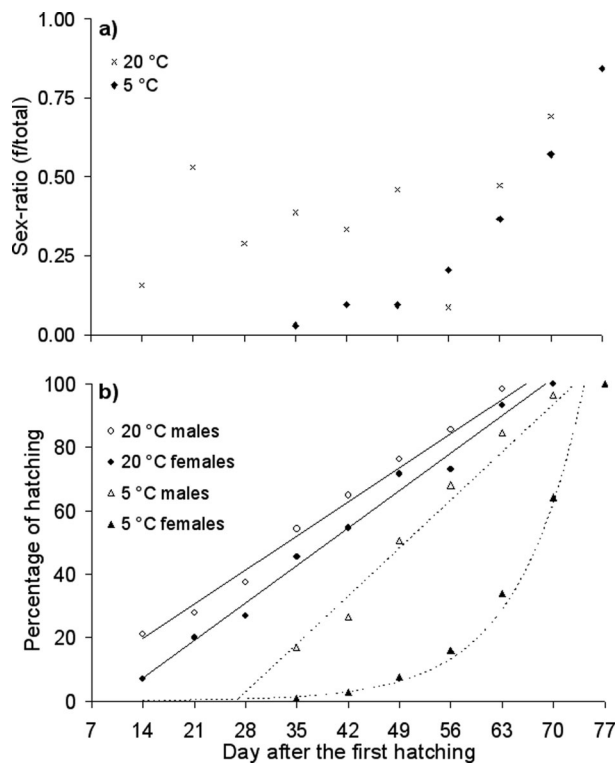 a)
1.00
0.75
0.50
0.25
0.00
Sex-ratio (f/total)
20 °C
5 °C
b)
100
80
60
40
20
0
Percentage of hatching
20 °C males
20 °C females
5 °C males
5 °C females
7 14 21 28 35 42 49 56 63 70 77
Day after the first hatching